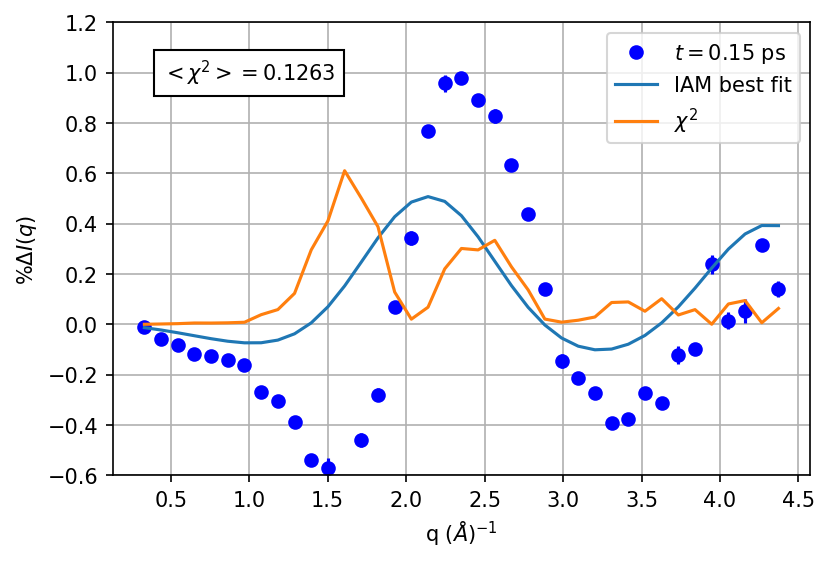 1.2
1.0
0.8
0.6
0.4
0.2
0.0
−0.2
−0.4
−0.6
%ΔI(q)
< χ² > = 0.1263
t = 0.15 ps
IAM best fit
χ²
0.5 1.0 1.5 2.0 2.5 3.0 3.5 4.0 4.5
q (Å)⁻¹